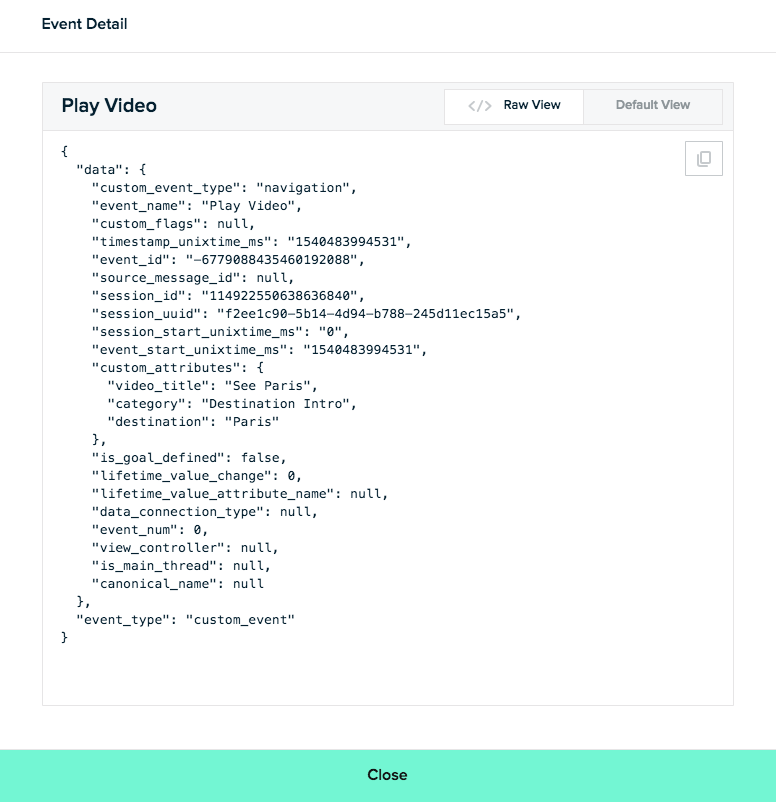 Event Detail
Play Video
</> Raw View
Default View
{
  "data": {
    "custom_event_type": "navigation",
    "event_name": "Play Video",
    "custom_flags": null,
    "timestamp_unixtime_ms": "1540483994531",
    "event_id": "-6779088435460192088",
    "source_message_id": null,
    "session_id": "114922550638636840",
    "session_uuid": "f2ee1c90-5b14-4d94-b788-245d11ec15a5",
    "session_start_unixtime_ms": "0",
    "event_start_unixtime_ms": "1540483994531",
    "custom_attributes": {
      "video_title": "See Paris",
      "category": "Destination Intro",
      "destination": "Paris"
    },
    "is_goal_defined": false,
    "lifetime_value_change": 0,
    "lifetime_value_attribute_name": null,
    "data_connection_type": null,
    "event_num": 0,
    "view_controller": null,
    "is_main_thread": null,
    "canonical_name": null
  },
  "event_type": "custom_event"
}
Close